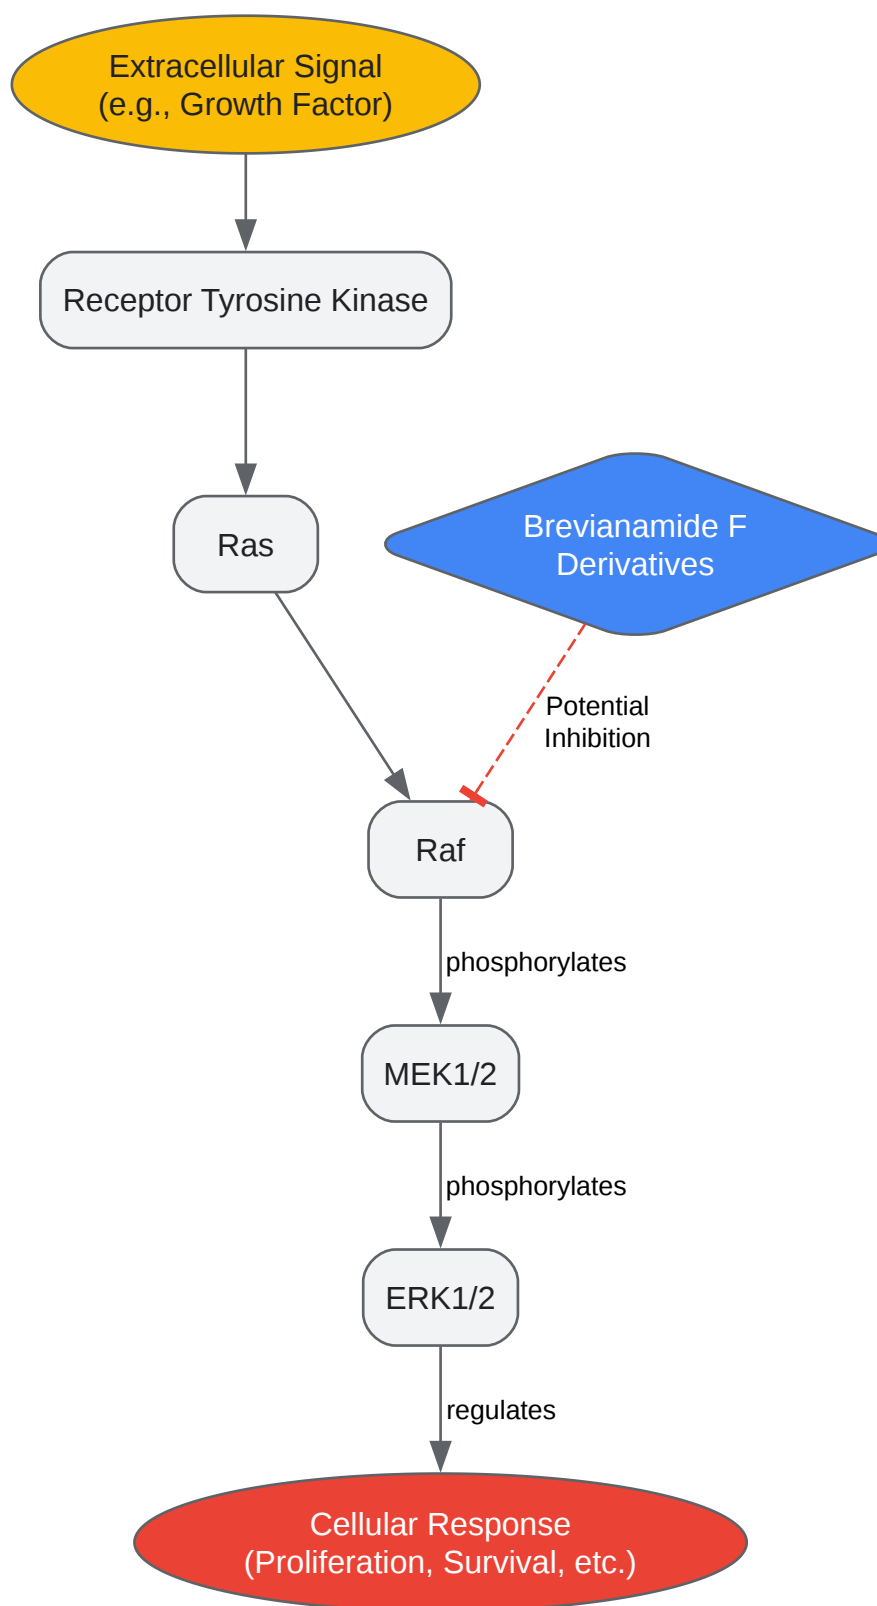 Extracellular Signal
(e.g., Growth Factor)
Receptor Tyrosine Kinase
Ras
Brevianamide F
Derivatives
Potential
Inhibition
Raf
phosphorylates
MEK1/2
phosphorylates
ERK1/2
regulates
Cellular Response
(Proliferation, Survival, etc.)